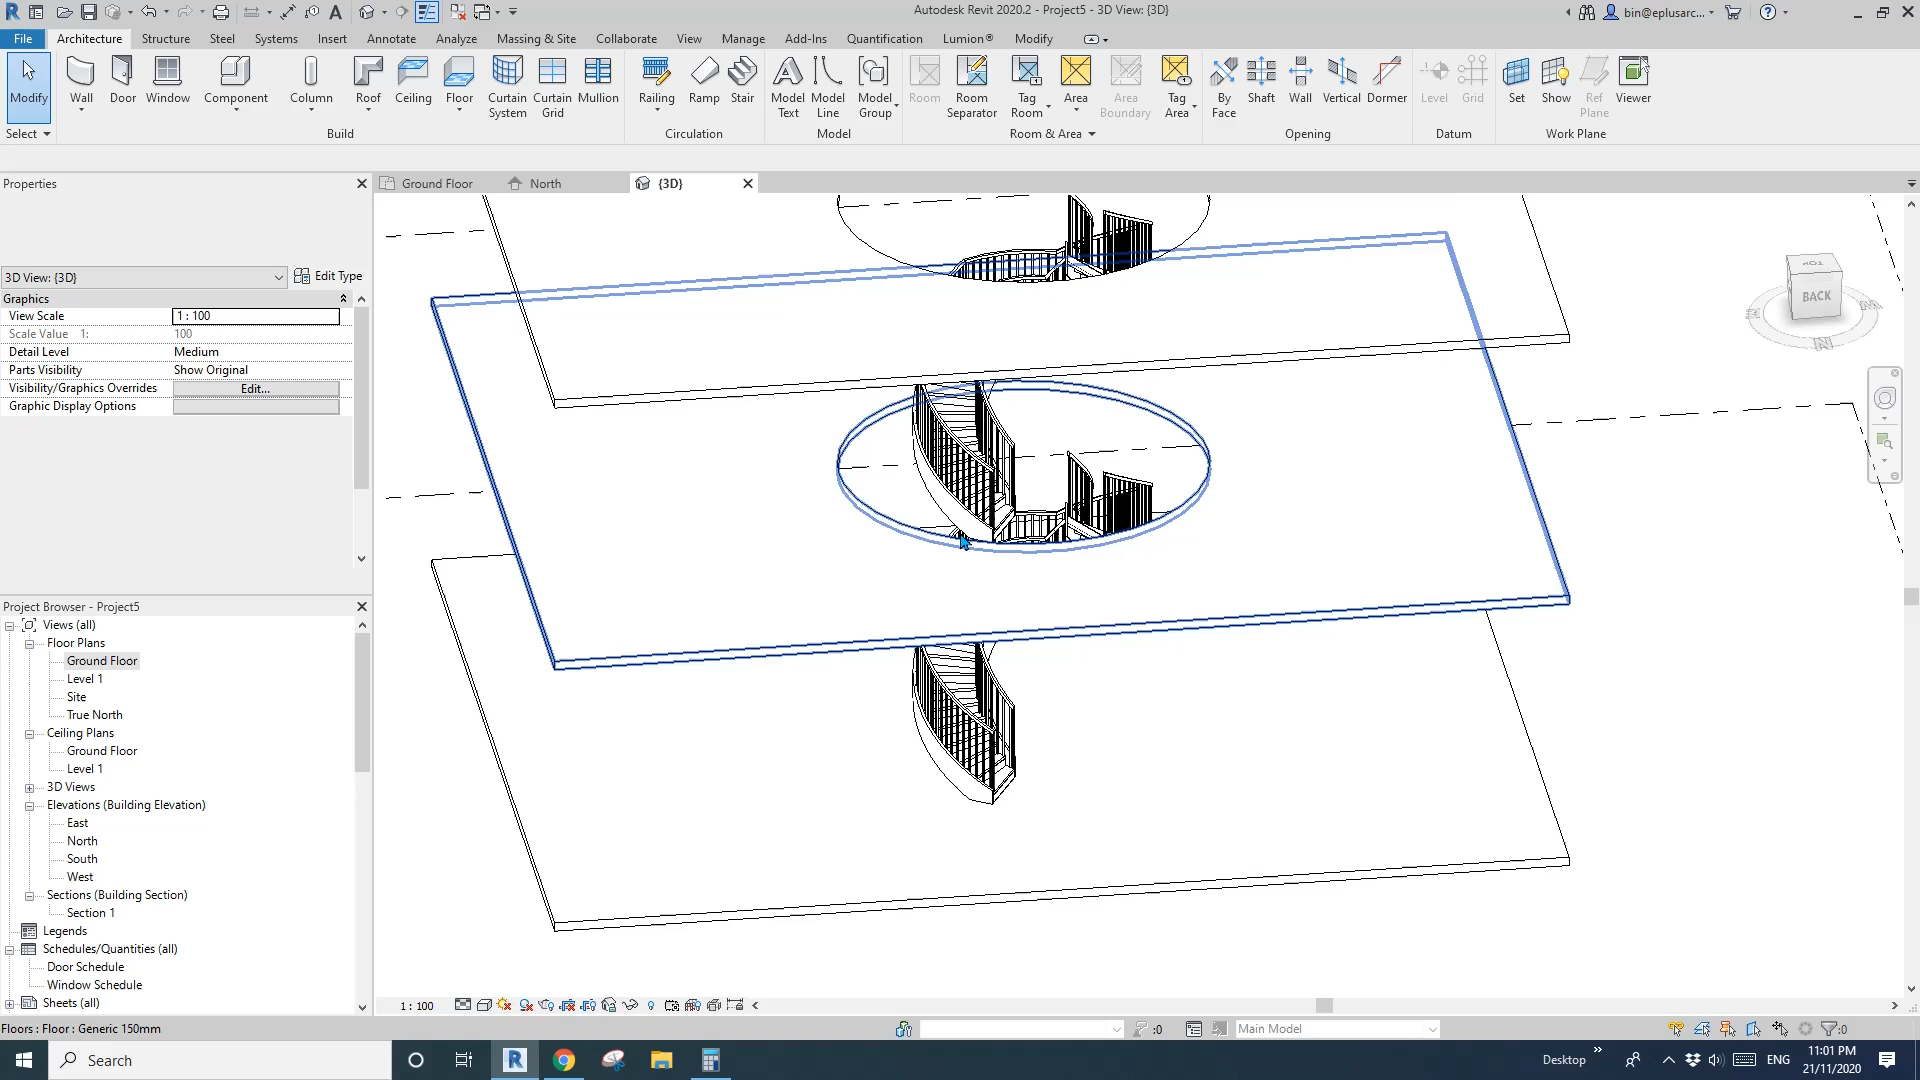 Autodesk Revit 2020.2 - Project5 - 3D View: {3D}
bin@eplusarc...
File Architecture Structure Steel Systems Insert Annotate Analyze Massing & Site Collaborate View Manage Add-Ins Quantification Lumion® Modify
Modify Wall Door Window Component Column Roof Ceiling Floor Curtain System Curtain Grid Mullion Railing Ramp Stair Model Text Model Line Model Group Room Room Separator Tag Room Area Area Boundary Tag Area By Face Shaft Wall Vertical Dormer Level Grid Set Show Ref Plane Viewer
Select Build Circulation Model Room & Area Opening Datum Work Plane
Properties
Ground Floor North {3D}
3D View: {3D} Edit Type
Graphics
View Scale 1 : 100
Scale Value 1: 100
Detail Level Medium
Parts Visibility Show Original
Visibility/Graphics Overrides Edit...
Graphic Display Options
TOP
BACK
Project Browser - Project5
Views (all)
Floor Plans
Ground Floor
Level 1
Site
True North
Ceiling Plans
Ground Floor
Level 1
3D Views
Elevations (Building Elevation)
East
North
South
West
Sections (Building Section)
Section 1
Legends
Schedules/Quantities (all)
Door Schedule
Window Schedule
Sheets (all)
1 : 100
Floors : Floor : Generic 150mm
:0
Main Model
:0
Search
Desktop
ENG
11:01 PM
21/11/2020